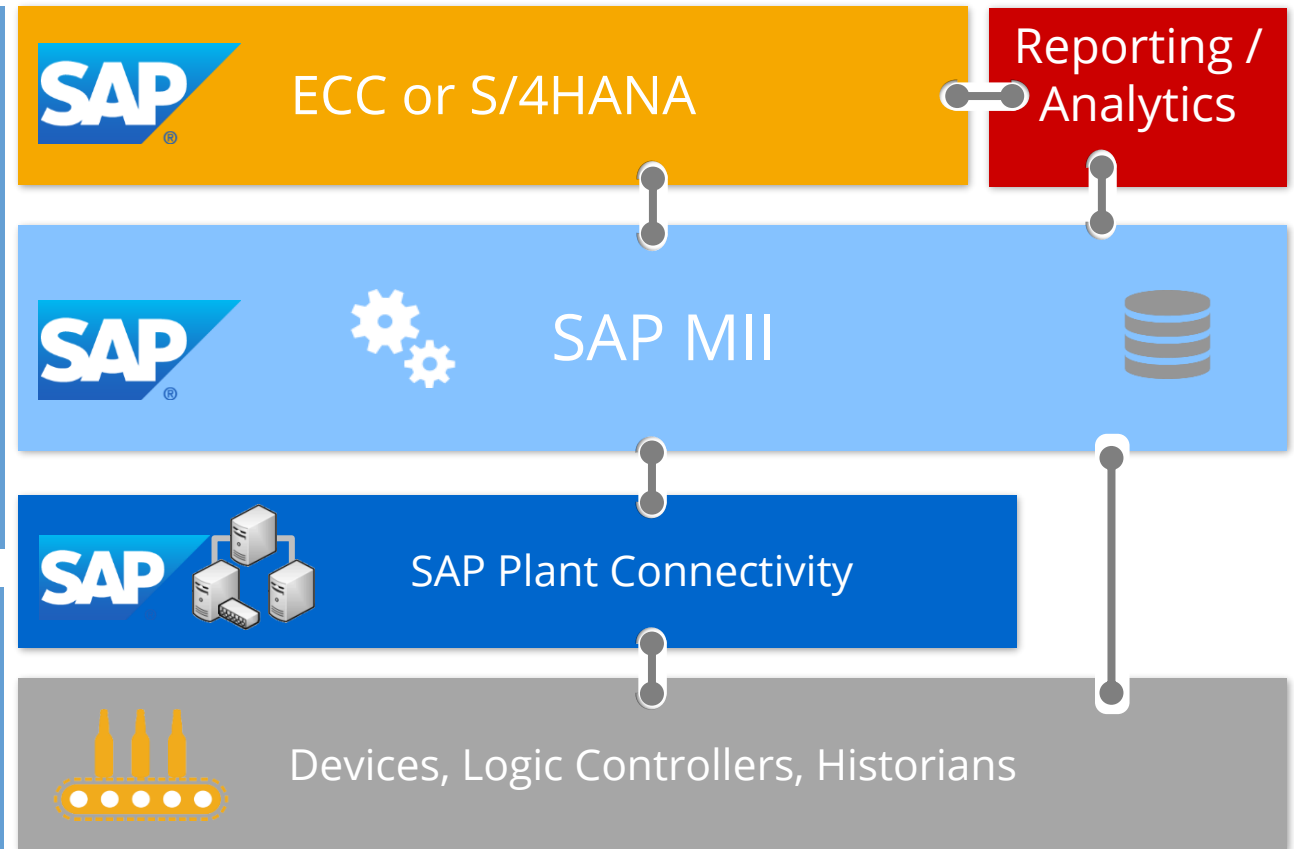 SAP
®
ECC or S/4HANA
Reporting /
Analytics
SAP
®
SAP MII
SAP
SAP Plant Connectivity
Devices, Logic Controllers, Historians